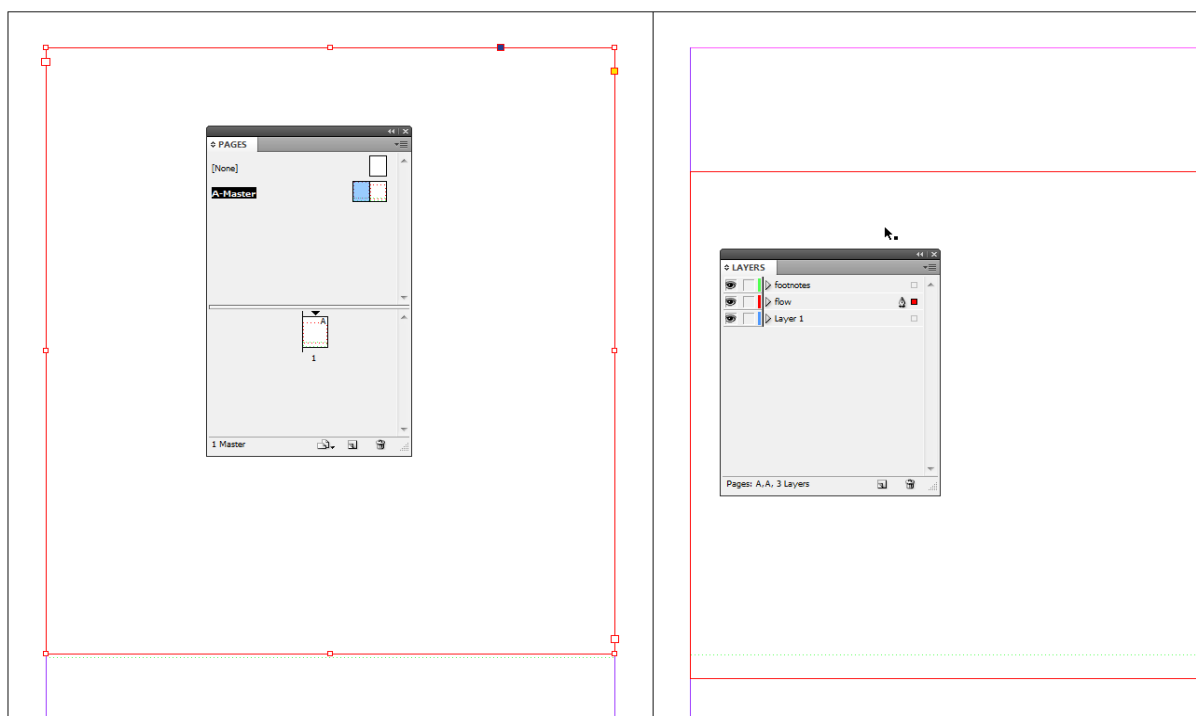 PAGES
[None]
A-Master
A
1
1 Master
LAYERS
footnotes
flow
Layer 1
Pages: A,A, 3 Layers